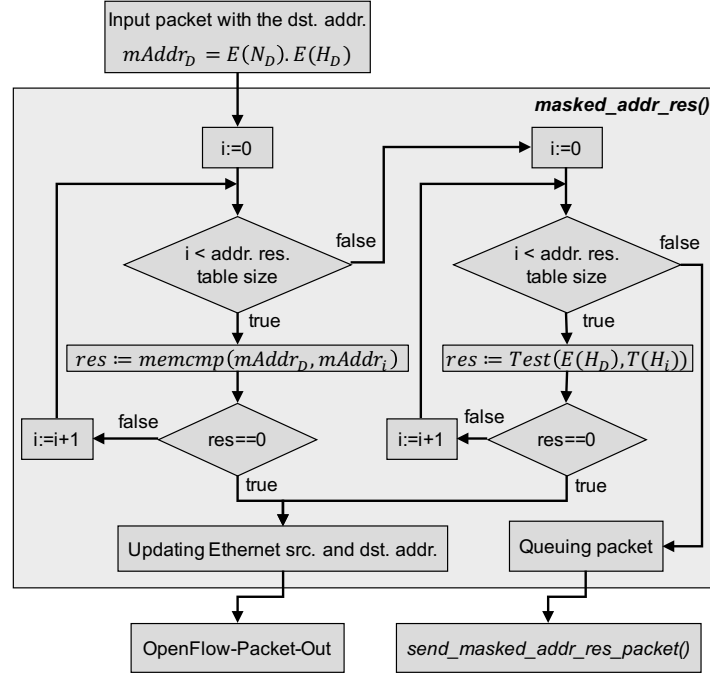 Input packet with the dst. addr.
mAddr_D = E(N_D). E(H_D)
masked_addr_res()
i:=0
i:=0
i < addr. res.
table size
false
true
i < addr. res.
table size
false
true
res ≔ memcmp(mAddr_D, mAddr_i)
res ≔ Test(E(H_D), T(H_i))
i:=i+1
false
res==0
true
i:=i+1
false
res==0
true
Updating Ethernet src. and dst. addr.
Queuing packet
OpenFlow-Packet-Out
send_masked_addr_res_packet()